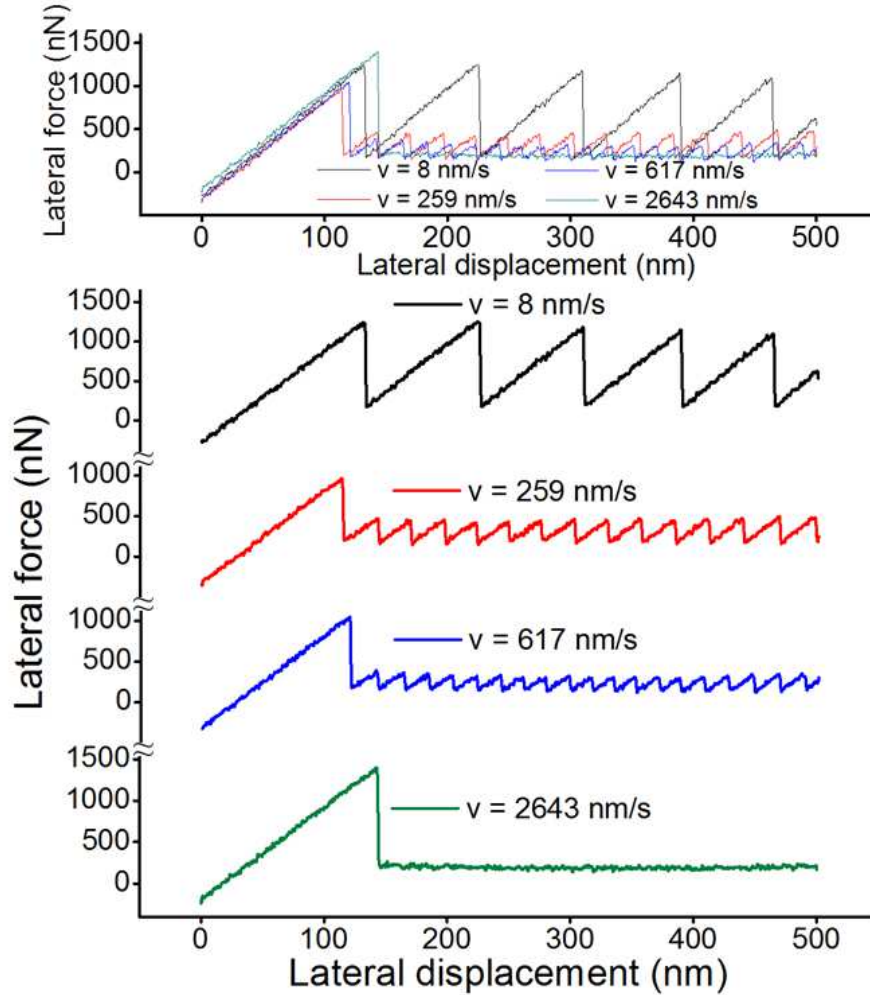 Lateral force (nN)
1500
1000
500
0
v = 8 nm/s
v = 617 nm/s
v = 259 nm/s
v = 2643 nm/s
0
100
200
300
400
500
Lateral displacement (nm)
Lateral force (nN)
1500
1000
500
0
v = 8 nm/s
1000
500
0
v = 259 nm/s
1000
500
0
v = 617 nm/s
1500
1000
500
0
v = 2643 nm/s
0
100
200
300
400
500
Lateral displacement (nm)